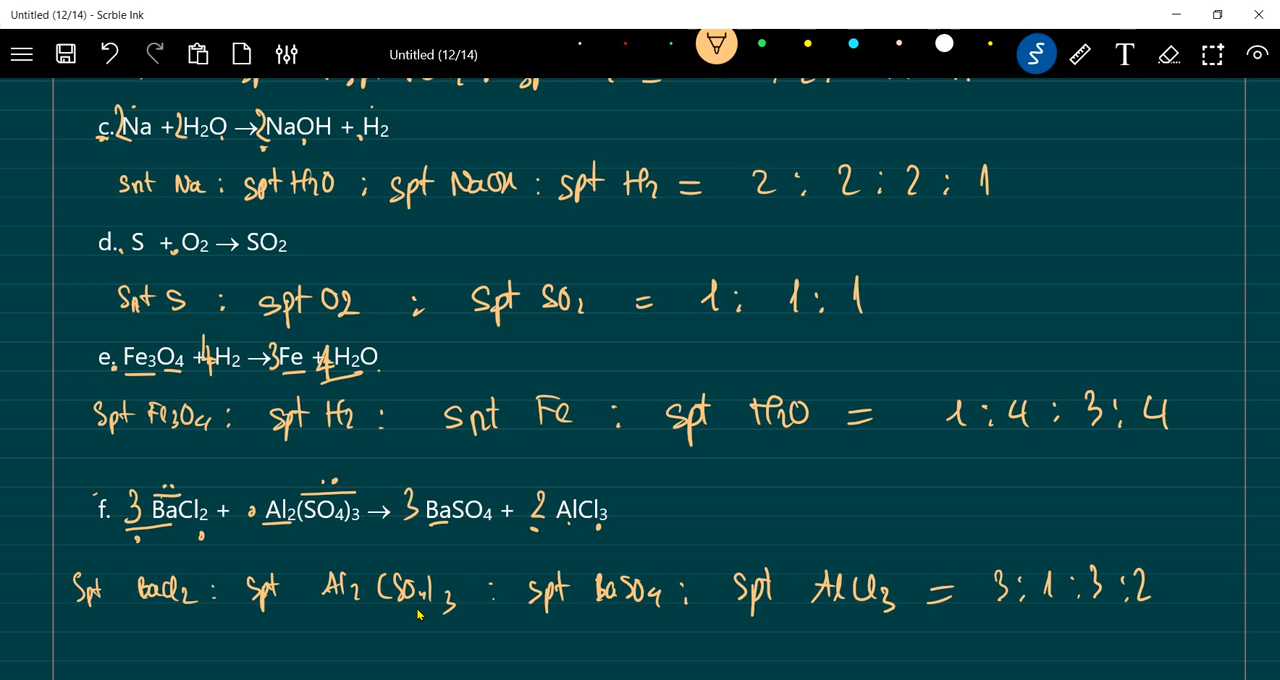 Untitled (12/14) - Scrble Ink
Untitled (12/14)
T
c. 2Na + 2H2O → 2NaOH + H2
Snt Na : spt H2O : spt NaOH : spt H2 = 2 : 2 : 2 : 1
d. S + O2 → SO2
Snt S : spt O2 : spt SO2 = 1 : 1 : 1
e. Fe3O4 + 4H2 → 3Fe + 4H2O
Spt Fe3O4 : spt H2 : snt Fe : spt H2O = 1 : 4 : 3 : 4
f. 3 BaCl2 + Al2(SO4)3 → 3 BaSO4 + 2 AlCl3
Spt BaCl2 : spt Al2(SO4)3 : spt BaSO4 : spt AlCl3 = 3 : 1 : 3 : 2